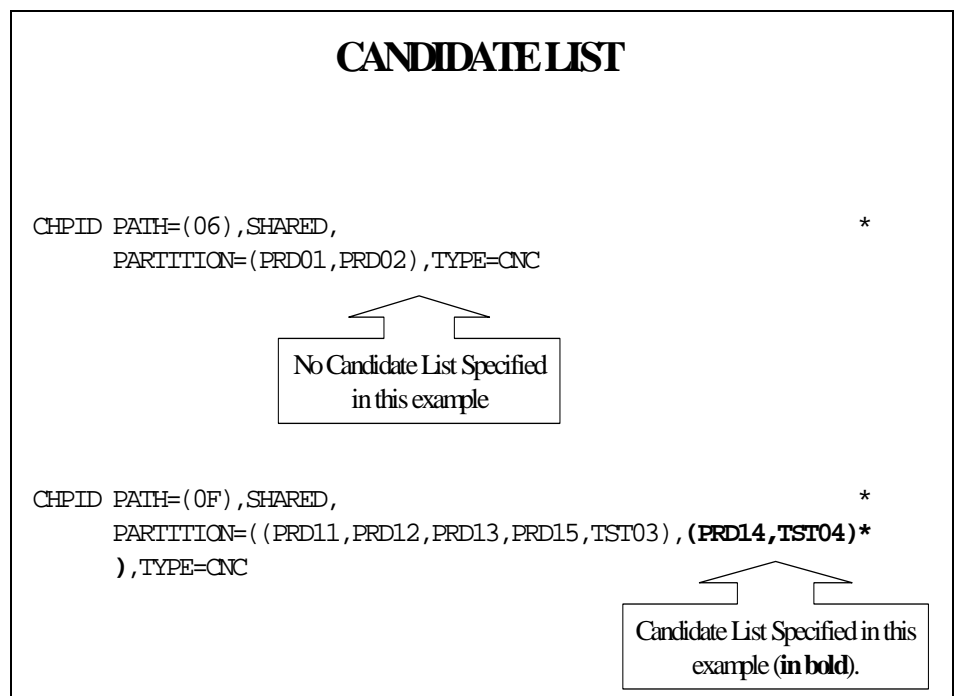 CANDIDATE LIST
CHPID PATH=(06),SHARED, *
PARTITION=(PRD01,PRD02),TYPE=CNC
No Candidate List Specified
in this example
CHPID PATH=(0F),SHARED, *
PARTITION=((PRD11,PRD12,PRD13,PRD15,TST03),(PRD14,TST04)*
),TYPE=CNC
Candidate List Specified in this
example (in bold).